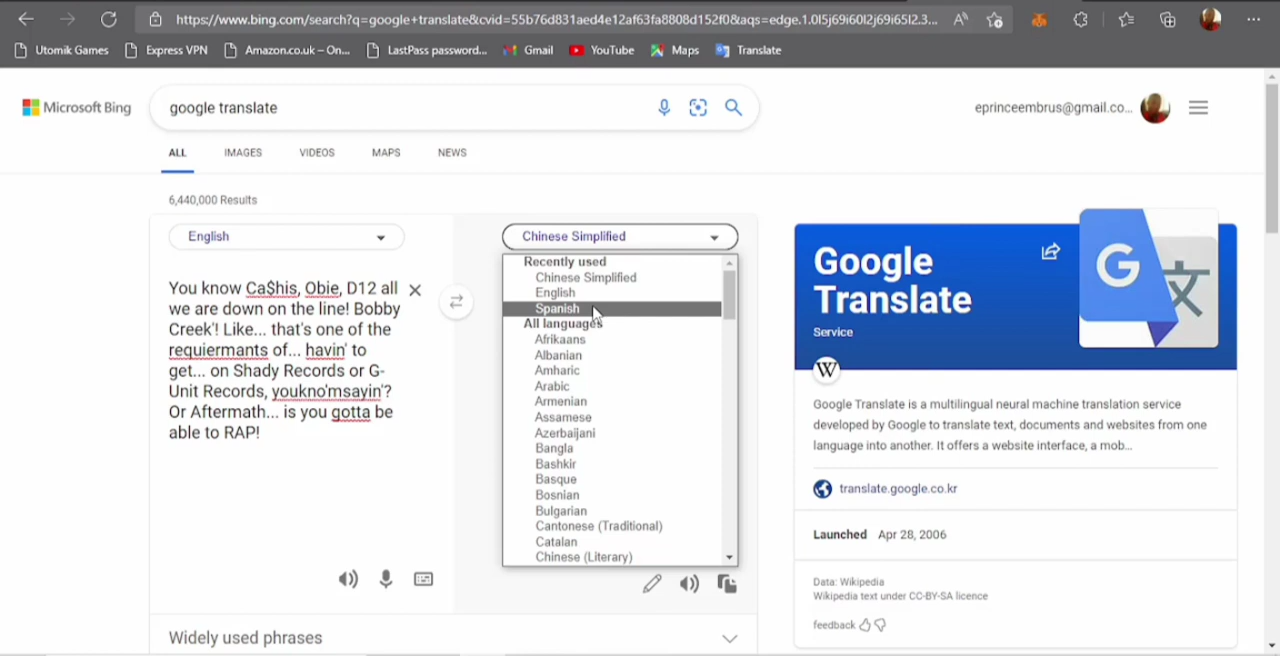 https://www.bing.com/search?q=google+translate&cvid=55b76d831aed4e12af63fa8808d152f0&aqs=edge.1.0l5j69i60l2j69i65l2.3...
Utomik Games
Express VPN
Amazon.co.uk – On...
LastPass password...
Gmail
YouTube
Maps
Translate
Microsoft Bing
google translate
eprinceembrus@gmail.co...
ALL
IMAGES
VIDEOS
MAPS
NEWS
6,440,000 Results
English
You know Ca$his, Obie, D12 all
we are down on the line! Bobby
Creek'! Like... that's one of the
requiermants of... havin' to
get... on Shady Records or G-
Unit Records, youkno'msayin'?
Or Aftermath... is you gotta be
able to RAP!
Chinese Simplified
Recently used
Chinese Simplified
English
Spanish
All languages
Afrikaans
Albanian
Amharic
Arabic
Armenian
Assamese
Azerbaijani
Bangla
Bashkir
Basque
Bosnian
Bulgarian
Cantonese (Traditional)
Catalan
Chinese (Literary)
Widely used phrases
Google
Translate
Service
G
文
W
Google Translate is a multilingual neural machine translation service
developed by Google to translate text, documents and websites from one
language into another. It offers a website interface, a mob...
translate.google.co.kr
Launched Apr 28, 2006
Data: Wikipedia
Wikipedia text under CC-BY-SA licence
feedback